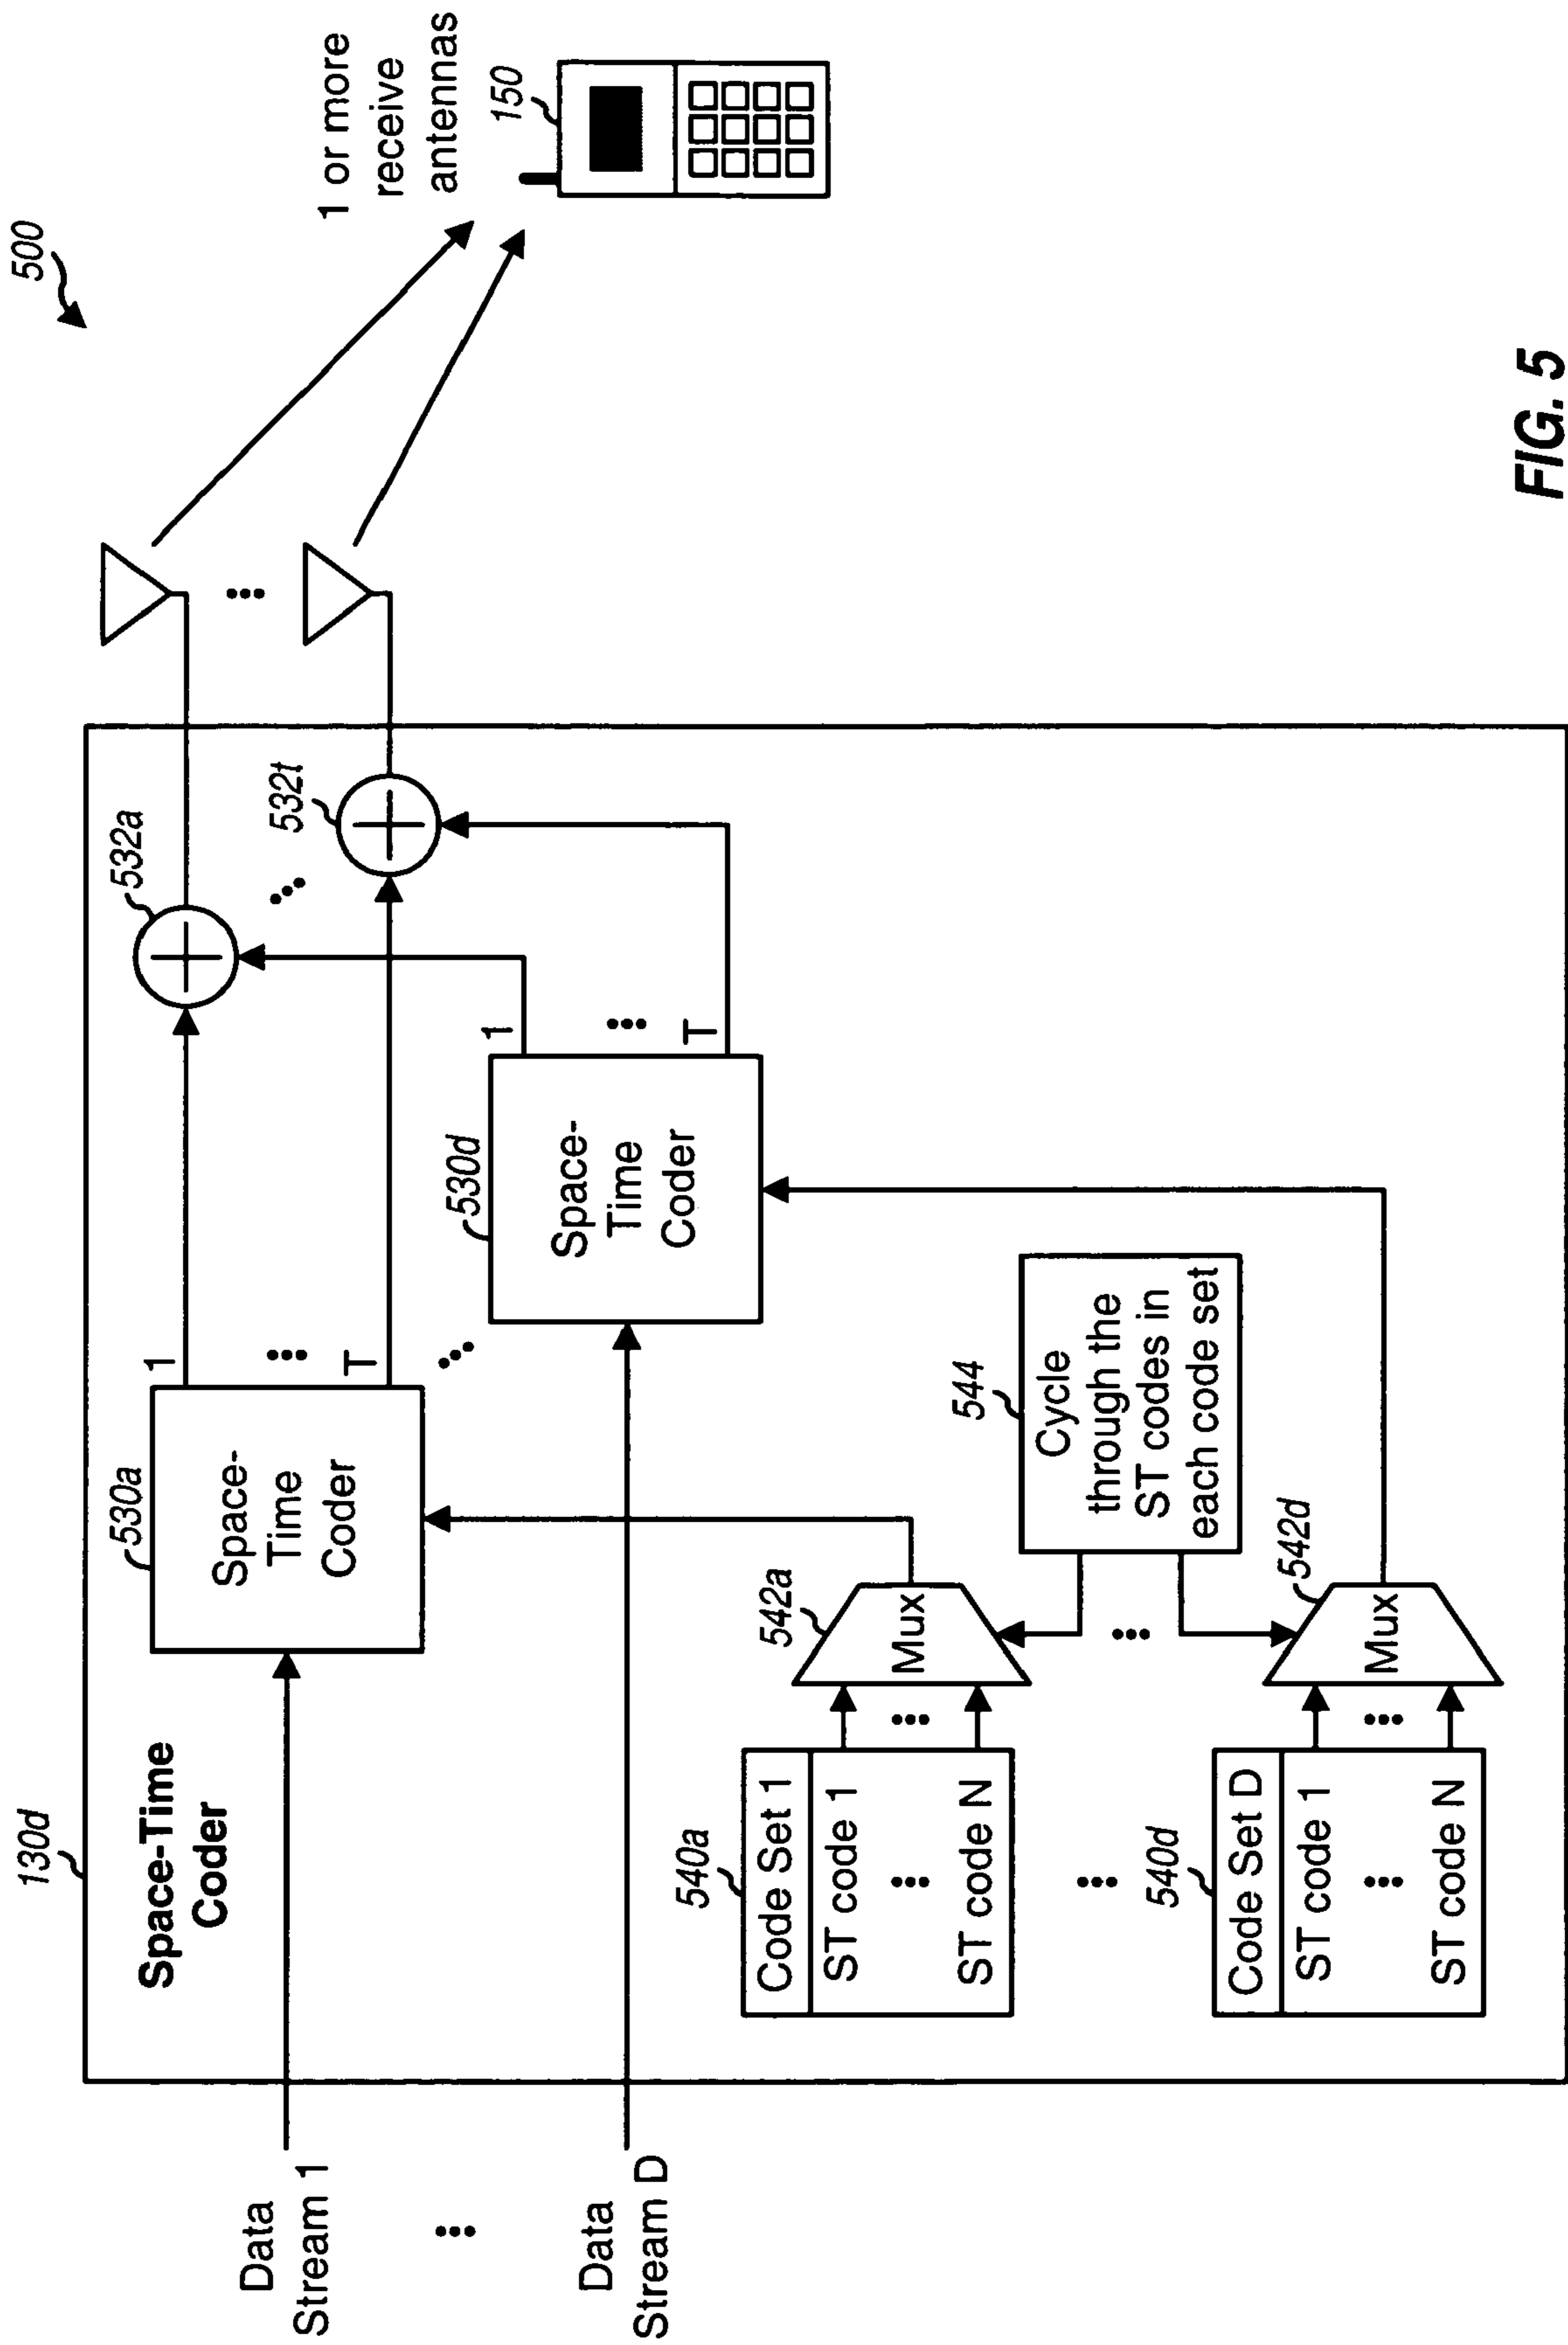 500
130d
Space-Time
Coder
Data
Stream 1
Data
Stream D
530a
Space-
Time
Coder
1
T
530d
Space-
Time
Coder
1
T
532a
532t
1 or more
receive
antennas
150
540a
Code Set 1
ST code 1
ST code N
542a
Mux
544
Cycle
through the
ST codes in
each code set
540d
Code Set D
ST code 1
ST code N
542d
Mux
FIG. 5